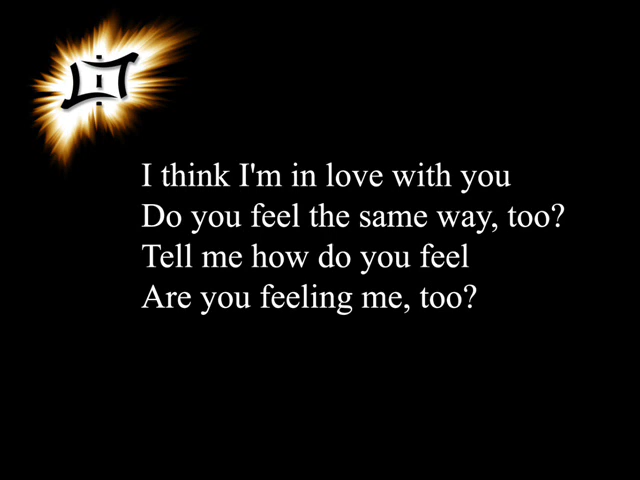 I think I'm in love with you
Do you feel the same way, too?
Tell me how do you feel
Are you feeling me, too?